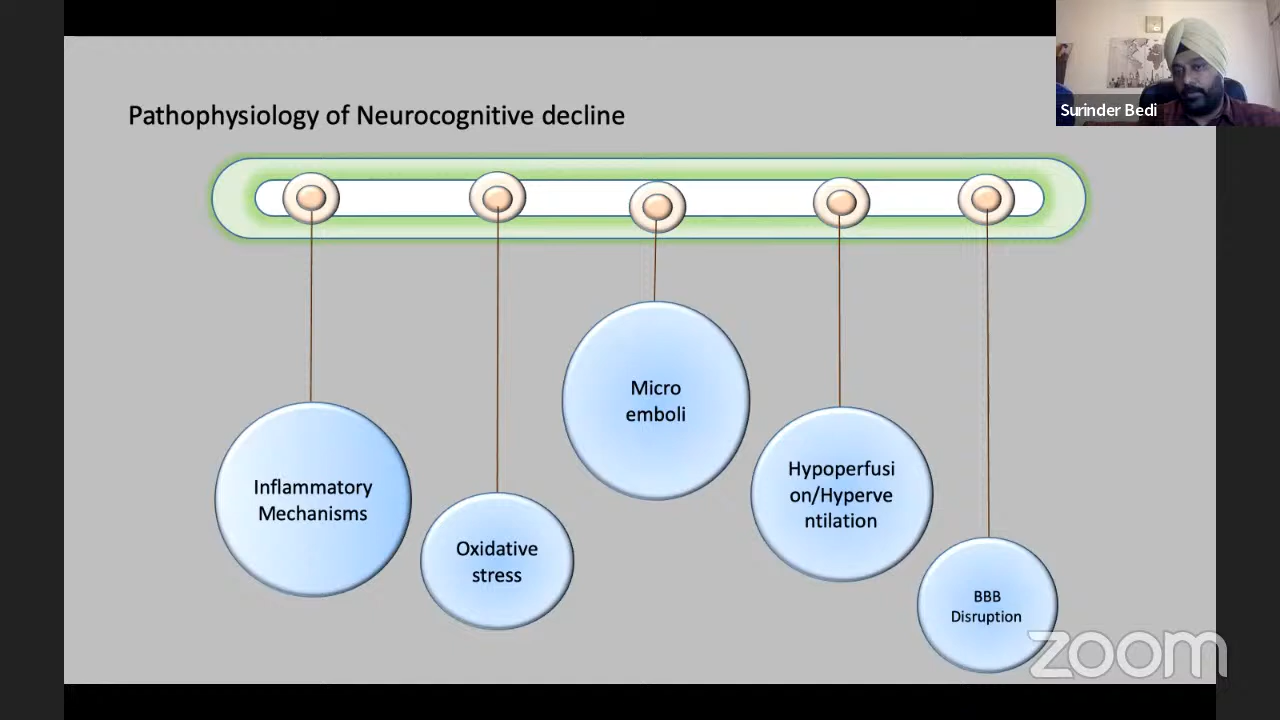 Surinder Bedi
Pathophysiology of Neurocognitive decline
Micro
emboli
Inflammatory
Mechanisms
Hypoperfusi
on/Hyperve
ntilation
Oxidative
stress
BBB
Disruption
zoom